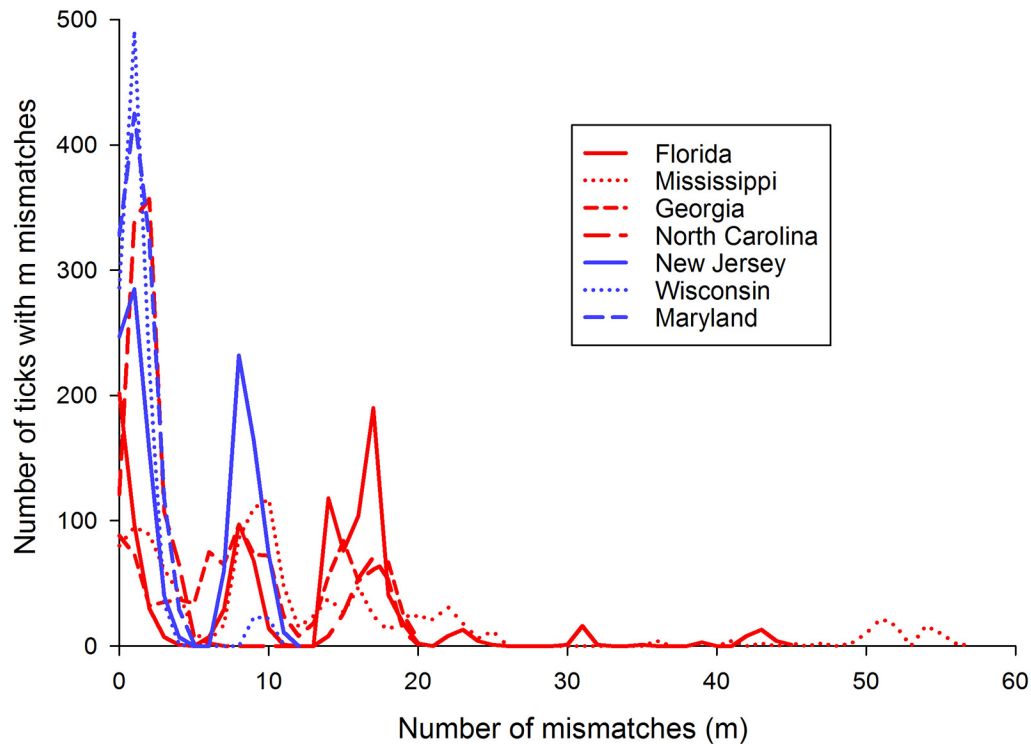 Number of ticks with m mismatches
500
400
300
200
100
0
Florida
Mississippi
Georgia
North Carolina
New Jersey
Wisconsin
Maryland
0 10 20 30 40 50 60
Number of mismatches (m)